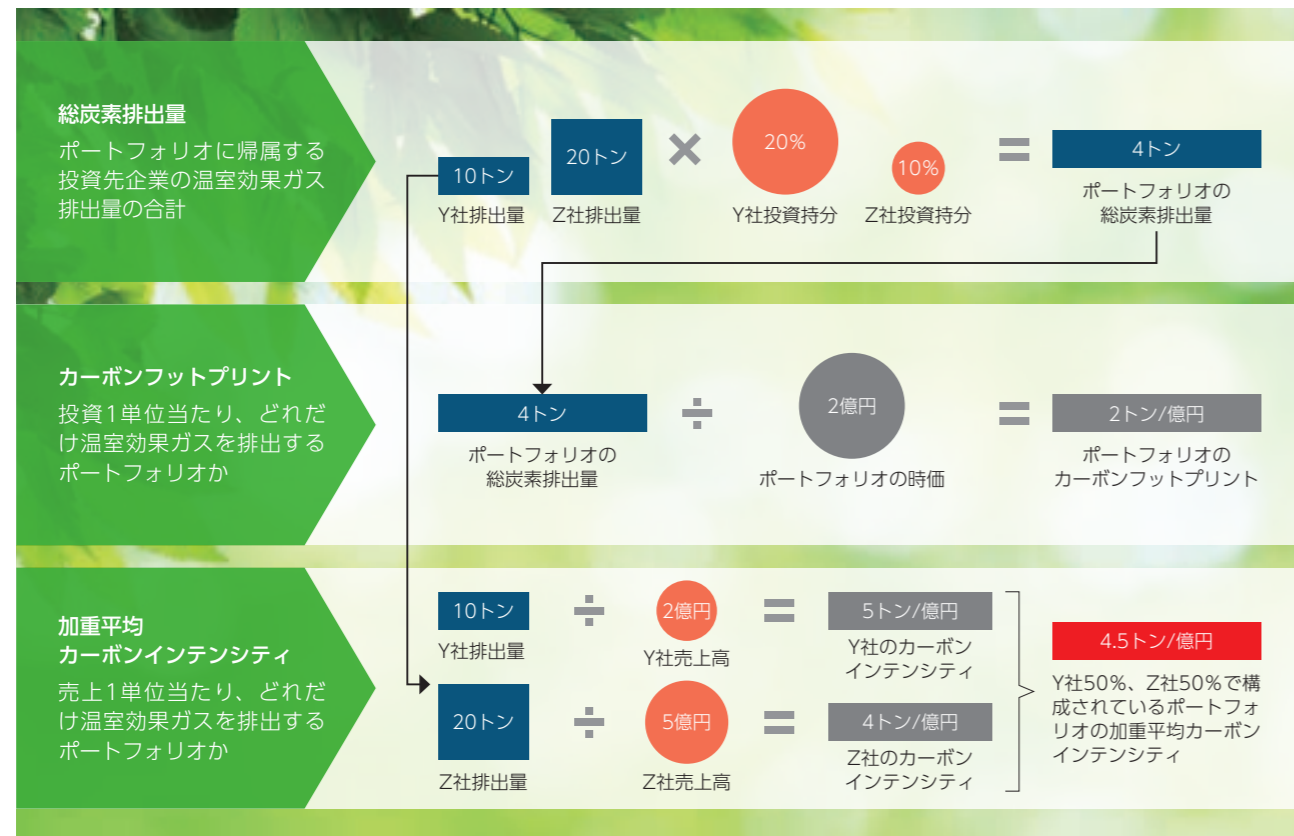 総炭素排出量
ポートフォリオに帰属する
投資先企業の温室効果ガス
排出量の合計
10トン
Y社排出量
20トン
Z社排出量
×
20%
Y社投資持分
10%
Z社投資持分
=
4トン
ポートフォリオの
総炭素排出量
カーボンフットプリント
投資1単位当たり、どれだ
け温室効果ガスを排出する
ポートフォリオか
4トン
ポートフォリオの
総炭素排出量
÷
2億円
ポートフォリオの時価
=
2トン/億円
ポートフォリオの
カーボンフットプリント
加重平均
カーボンインテンシティ
売上1単位当たり、どれだ
け温室効果ガスを排出する
ポートフォリオか
10トン
Y社排出量
÷
2億円
Y社売上高
=
5トン/億円
Y社のカーボン
インテンシティ
20トン
Z社排出量
÷
5億円
Z社売上高
=
4トン/億円
Z社のカーボン
インテンシティ
4.5トン/億円
Y社50%、Z社50%で構
成されているポートフォ
リオの加重平均カーボン
インテンシティ